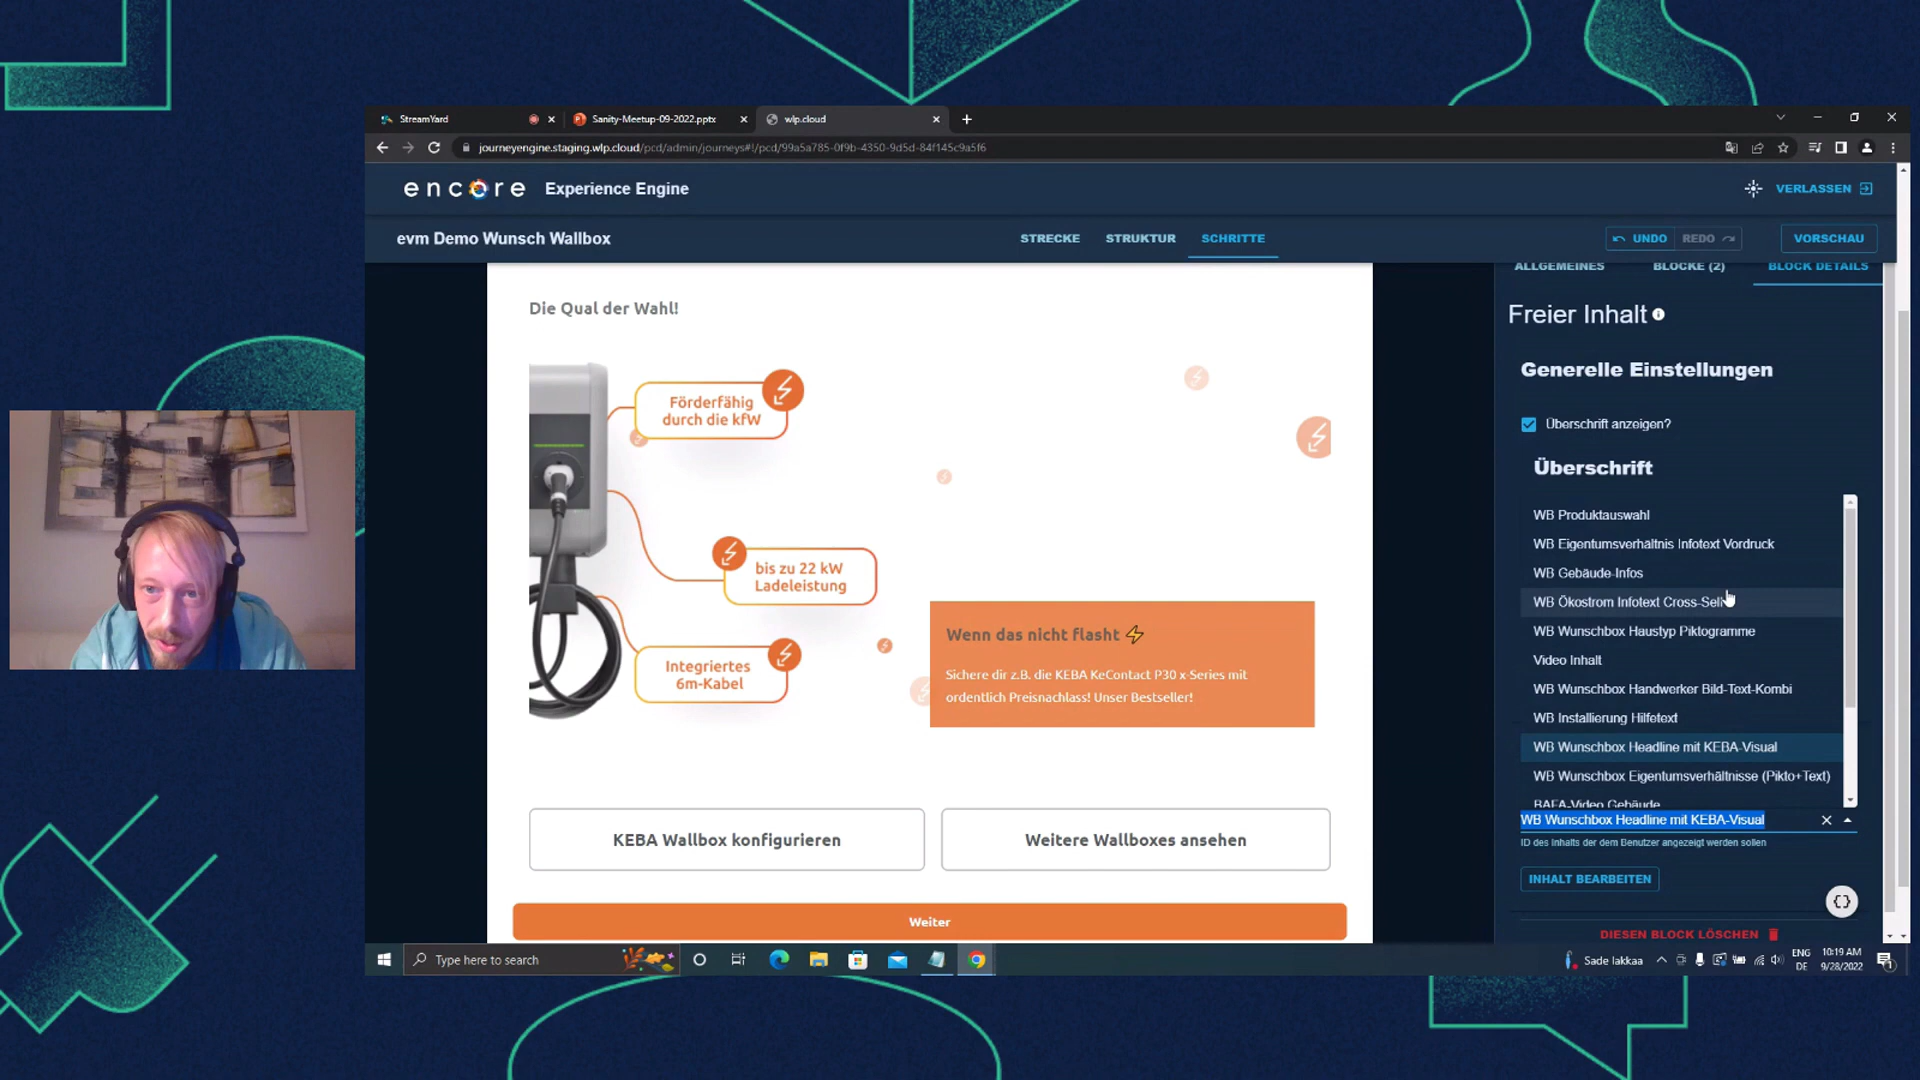 StreamYard
Sanity-Meetup-09-2022.pptx
wlp.cloud
journeyengine.staging.wlp.cloud/pcd/admin/journeys#!/pcd/99a5a785-0f9b-4350-9d5d-84f145c9a5f6
encore
Experience Engine
VERLASSEN
evm Demo Wunsch Wallbox
STRECKE
STRUKTUR
SCHRITTE
UNDO
REDO
VORSCHAU
ALLGEMEINES
BLÖCKE (2)
BLOCK DETAILS
Die Qual der Wahl!
Förderfähig
durch die kfW
bis zu 22 kW
Ladeleistung
Integriertes
6m-Kabel
Wenn das nicht flasht ⚡
Sichere dir z.B. die KEBA KeContact P30 x-Series mit
ordentlich Preisnachlass! Unser Bestseller!
KEBA Wallbox konfigurieren
Weitere Wallboxes ansehen
Weiter
Freier Inhalt
Generelle Einstellungen
Überschrift anzeigen?
Überschrift
WB Produktauswahl
WB Eigentumsverhältnis Infotext Vordruck
WB Gebäude-Infos
WB Ökostrom Infotext Cross-Sell
WB Wunschbox Haustyp Piktogramme
Video Inhalt
WB Wunschbox Handwerker Bild-Text-Kombi
WB Installierung Hilfetext
WB Wunschbox Headline mit KEBA-Visual
WB Wunschbox Eigentumsverhältnisse (Pikto+Text)
BAFA-Video Gebäude
WB Wunschbox Headline mit KEBA-Visual
ID des Inhalts der dem Benutzer angezeigt werden sollen
INHALT BEARBEITEN
DIESEN BLOCK LÖSCHEN
Type here to search
Sade lakkaa
ENG
DE
10:19 AM
9/28/2022
1